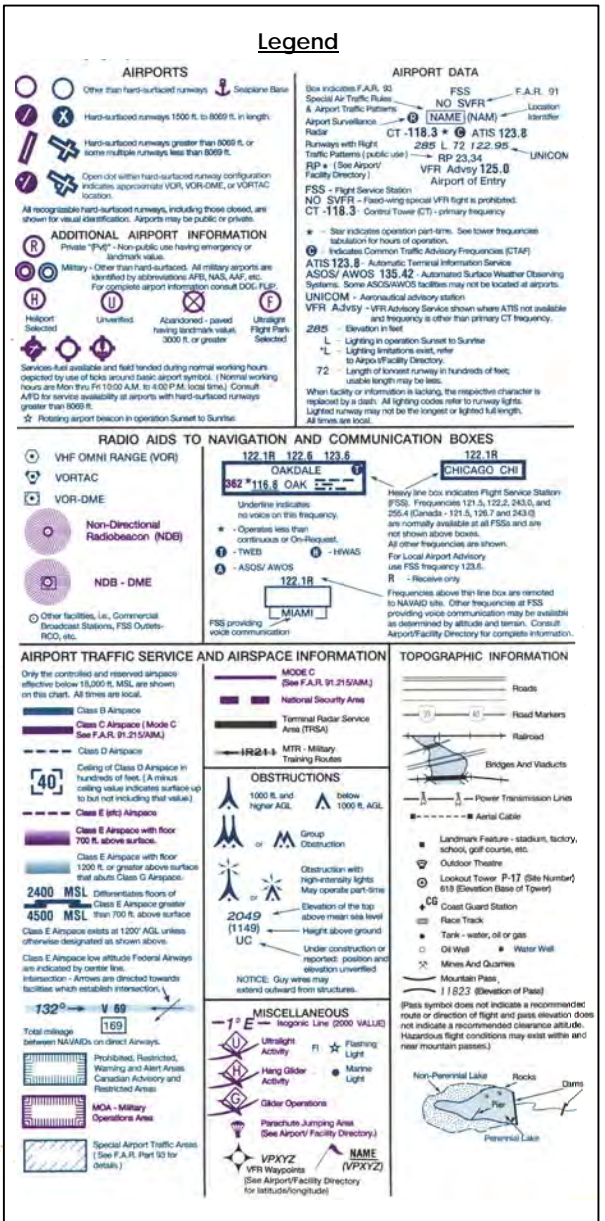 Legend
AIRPORTS
Other than hard-surfaced runways
Seaplane Base
Hard-surfaced runways 1500 ft. to 8069 ft. in length.
Hard-surfaced runways greater than 8069 ft. or
some multiple runways less than 8069 ft.
Open dot within hard-surfaced runway configuration
indicates approximate VOR, VOR-DME, or VORTAC
location.
All recognizable hard-surfaced runways, including those closed, are
shown for visual identification. Airports may be public or private.
ADDITIONAL AIRPORT INFORMATION
R
Private "(Pvt)" - Non-public use having emergency or
landmark value.
Military - Other than hard-surfaced. All military airports are
identified by abbreviations AFB, NAS, AAF, etc.
For complete airport information consult DOD FLIP.
H
U
F
Heliport
Selected
Unverified
Abandoned - paved
having landmark value,
3000 ft. or greater
Ultralight
Flight Park
Selected
Services-fuel available and field tended during normal working hours
depicted by use of ticks around basic airport symbol. (Normal working
hours are Mon thru Fri 10:00 A.M. to 4:00 P.M. local time.) Consult
A/FD for service availability at airports with hard-surfaced runways
greater than 8069 ft.
Rotating airport beacon in operation Sunset to Sunrise
AIRPORT DATA
Box indicates F.A.R. 93
Special Air Traffic Rules
& Airport Traffic Patterns
FSS
F.A.R. 91
NO SVFR
Location
Identifier
Airport Surveillance
Radar
R NAME (NAM)
CT -118.3 * C ATIS 123.8
Runways with Right
Traffic Patterns (public use)
RP* (See Airport/
Facility Directory)
285 L 72 122.95
UNICON
RP 23,34
VFR Advsy 125.0
Airport of Entry
FSS - Flight Service Station
NO SVFR - Fixed-wing special VFR flight is prohibited.
CT -118.3- Control Tower (CT) - primary frequency
* - Star indicates operation part-time. See tower frequencies
tabulation for hours of operation.
C - Indicates Common Traffic Advisory Frequencies (CTAF)
ATIS 123.8- Automatic Terminal Information Service
ASOS/ AWOS 135.42 - Automated Surface Weather Observing
Systems. Some ASOS/AWOS facilities may not be located at airports.
UNICOM - Aeronautical advisory station
VFR Advsy - VFR Advisory Service shown where ATIS not available
and frequency is other than primary CT frequency.
285 - Elevation in feet
L - Lighting in operation Sunset to Sunrise
*L - Lighting limitations exist, refer
to Airport/Facility Directory.
72 - Length of longest runway in hundreds of feet;
usable length may be less.
When facility or information is lacking, the respective character is
replaced by a dash. All lighting codes refer to runway lights.
Lighted runway may not be the longest or lighted full length.
All times are local.
RADIO AIDS TO NAVIGATION AND COMMUNICATION BOXES
VHF OMNI RANGE (VOR)
VORTAC
VOR-DME
Non-Directional
Radiobeacon (NDB)
NDB - DME
Other facilities, i.e., Commercial
Broadcast Stations, FSS Outlets-
RCO, etc.
122.1R 122.6 123.6
OAKDALE
T
362 *116.8 OAK
Underline indicates
no voice on this frequency.
* - Operates less than
continuous or On-Request.
T - TWEB
H - HIWAS
A - ASOS/ AWOS
122.1R
MIAMI
FSS providing
voice communication
122.1R
CHICAGO CHI
Heavy line box indicates Flight Service Station
(FSS). Frequencies 121.5, 122.2, 243.0, and
255.4 (Canada - 121.5, 126.7 and 243.0)
are normally available at all FSSs and are
not shown above boxes.
All other frequencies are shown.
For Local Airport Advisory
use FSS frequency 123.6.
R - Receive only
Frequencies above thin line box are remoted
to NAVAID site. Other frequencies at FSS
providing voice communication may be available
as determined by altitude and terrain. Consult
Airport/Facility Directory for complete information.
AIRPORT TRAFFIC SERVICE AND AIRSPACE INFORMATION
Only the controlled and reserved airspace
effective below 18,000 ft. MSL are shown
on this chart. All times are local.
Class B Airspace
Class C Airspace ( Mode C
See F.A.R. 91.215/AIM.)
Class D Airspace
40
Ceiling of Class D Airspace in
hundreds of feet. ( A minus
ceiling value indicates surface up
to but not including that value.)
Class E (sfc) Airspace
Class E Airspace with floor
700 ft. above surface.
Class E Airspace with floor
1200 ft. or greater above surface
that abuts Class G Airspace.
2400 MSL
4500 MSL
Differentiates floors of
Class E Airspace greater
than 700 ft. above surface
Class E Airspace exists at 1200' AGL unless
otherwise designated as shown above.
Class E Airspace low altitude Federal Airways
are indicated by center line.
Intersection - Arrows are directed towards
facilities which establish intersection.
132° V 69
169
Total mileage
between NAVAIDs on direct Airways.
Prohibited, Restricted,
Warning and Alert Areas
Canadian Advisory and
Restricted Areas
MOA - Military
Operations Area
Special Airport Traffic Areas
( See F.A.R. Part 93 for
details )
MODE C
(See F.A.R. 91.215/AIM.)
National Security Area
Terminal Radar Service
Area (TRSA)
IR211
MTR - Military
Training Routes
OBSTRUCTIONS
1000 ft. and
higher AGL
below
1000 ft. AGL
or
Group
Obstruction
or
Obstruction with
high-intensity lights
May operate part-time
2049
(1149)
UC
Elevation of the top
above mean sea level
Height above ground
Under construction or
reported: position and
elevation unverified
NOTICE: Guy wires may
extend outward from structures.
MISCELLANEOUS
1° E
Isogonic Line (2000 VALUE)
U
Ultralight
Activity
Fl
Flashing
Light
H
Hang Glider
Activity
Marine
Light
G
Glider Operations
Parachute Jumping Area
(See Airport/ Facility Directory.)
VPXYZ
NAME
(VPXYZ)
VFR Waypoints
(See Airport/Facility Directory
for latitude/longitude)
TOPOGRAPHIC INFORMATION
Roads
Road Markers
Railroad
Bridges And Viaducts
Power Transmission Lines
Aerial Cable
Landmark Feature - stadium, factory,
school, golf course, etc.
Outdoor Theatre
Lookout Tower P-17 (Site Number)
618 (Elevation Base of Tower)
CG
Coast Guard Station
Race Track
Tank - water, oil or gas
Oil Well
Water Well
Mines And Quarries
Mountain Pass
11823 (Elevation of Pass)
(Pass symbol does not indicate a recommended
route or direction of flight and pass elevation does
not indicate a recommended clearance altitude.
Hazardous flight conditions may exist within and
near mountain passes.)
Non-Perennial Lake
Rocks
Dams
Pier
Perennial Lake